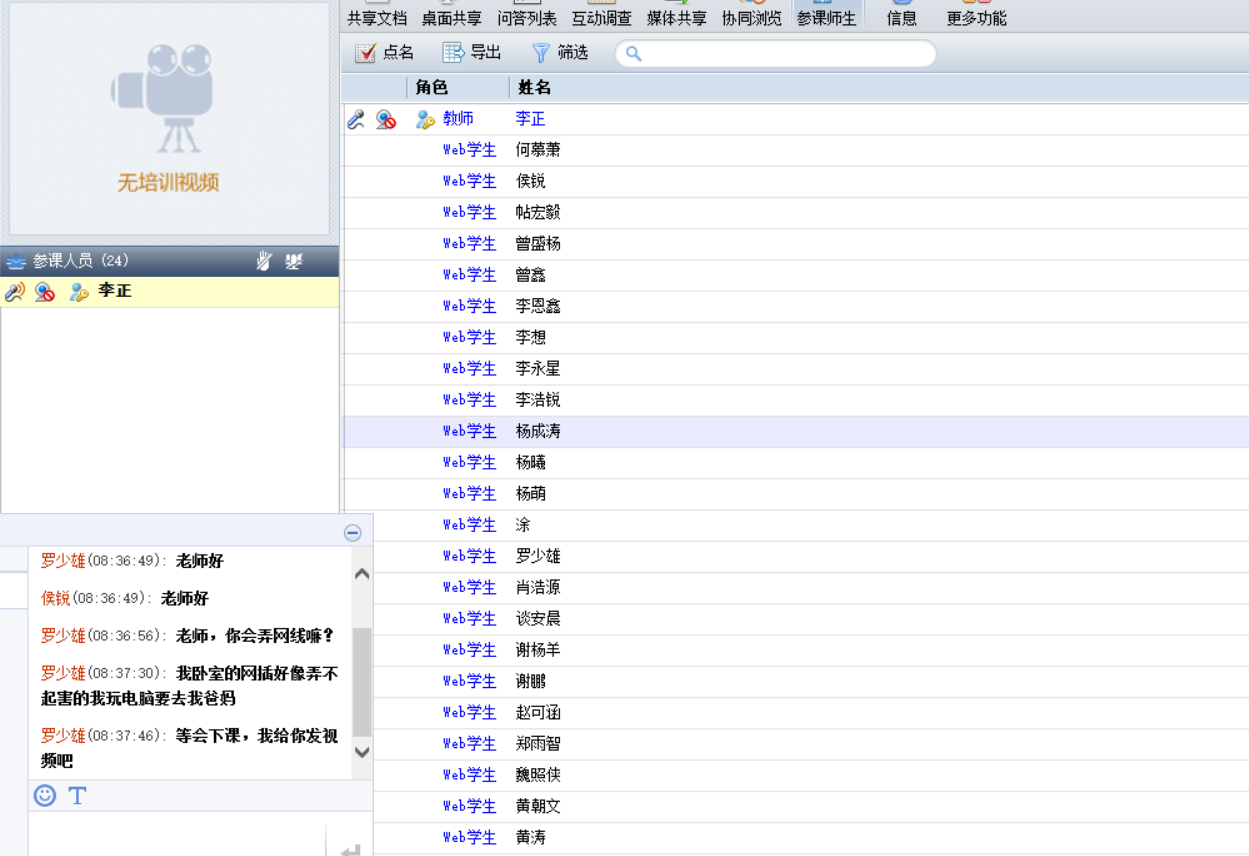 共享文档 桌面共享 问答列表 互动调查 媒体共享 协同浏览 参课师生 信息 更多功能
点名 导出 筛选
角色 姓名
教师 李正
Web学生 何慕萧
Web学生 侯锐
Web学生 帖宏毅
Web学生 曾盛杨
Web学生 曾鑫
Web学生 李恩鑫
Web学生 李想
Web学生 李永星
Web学生 李浩锐
Web学生 杨成涛
Web学生 杨曦
Web学生 杨萌
Web学生 涂
Web学生 罗少雄
Web学生 肖浩源
Web学生 谈安晨
Web学生 谢杨羊
Web学生 谢鹏
Web学生 赵可涵
Web学生 郑雨智
Web学生 魏照侠
Web学生 黄朝文
Web学生 黄涛
无培训视频
参课人员 (24)
李正
罗少雄(08:36:49): 老师好
侯锐(08:36:49): 老师好
罗少雄(08:36:56): 老师，你会弄网线嘛？
罗少雄(08:37:30): 我卧室的网插好像弄不
起害的我玩电脑要去我爸妈
罗少雄(08:37:46): 等会下课，我给你发视
频吧
T